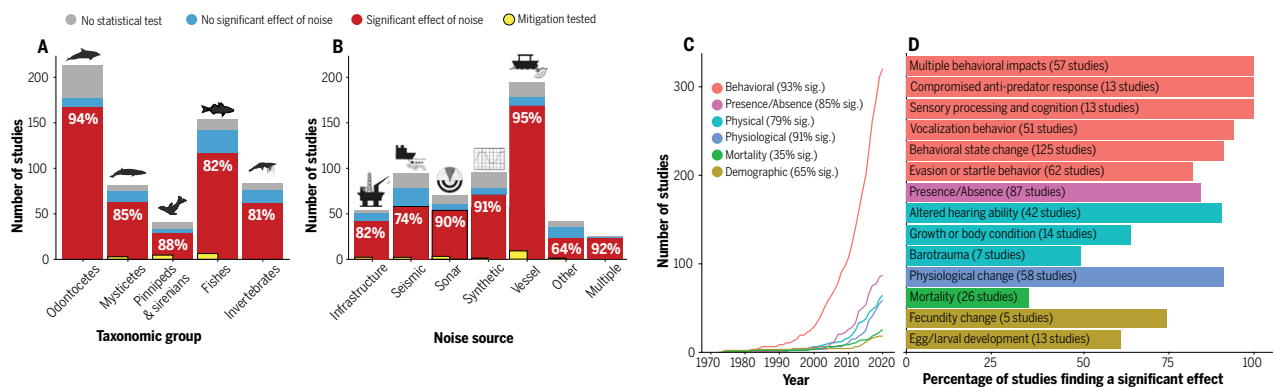 No statistical test
No significant effect of noise
Significant effect of noise
Mitigation tested
A
Number of studies
200
150
100
50
0
94%
85%
88%
82%
81%
Odontocetes
Mysticetes
Pinnipeds
& sirenians
Fishes
Invertebrates
Taxonomic group
B
Number of studies
200
150
100
50
0
82%
74%
90%
91%
95%
64%
92%
Infrastructure
Seismic
Sonar
Synthetic
Vessel
Other
Multiple
Noise source
C
Number of studies
300
200
100
0
Behavioral (93% sig.)
Presence/Absence (85% sig.)
Physical (79% sig.)
Physiological (91% sig.)
Mortality (35% sig.)
Demographic (65% sig.)
1970 1980 1990 2000 2010 2020
Year
D
Multiple behavioral impacts (57 studies)
Compromised anti-predator response (13 studies)
Sensory processing and cognition (13 studies)
Vocalization behavior (51 studies)
Behavioral state change (125 studies)
Evasion or startle behavior (62 studies)
Presence/Absence (87 studies)
Altered hearing ability (42 studies)
Growth or body condition (14 studies)
Barotrauma (7 studies)
Physiological change (58 studies)
Mortality (26 studies)
Fecundity change (5 studies)
Egg/larval development (13 studies)
0 25 50 75 100
Percentage of studies finding a significant effect